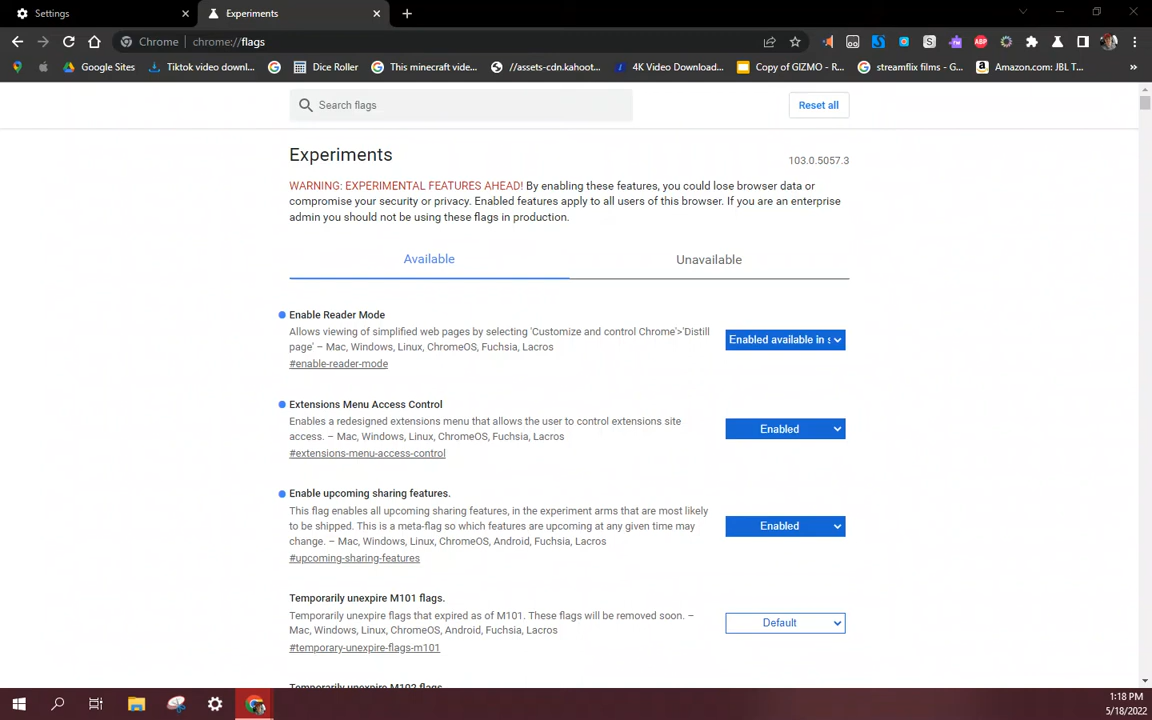 Settings
Experiments
Chrome
chrome://flags
Google Sites
Tiktok video downl...
Dice Roller
This minecraft vide...
//assets-cdn.kahoot...
4K Video Download...
Copy of GIZMO - R...
streamflix films - G...
Amazon.com: JBL T...
Search flags
Reset all
Experiments
103.0.5057.3
WARNING: EXPERIMENTAL FEATURES AHEAD! By enabling these features, you could lose browser data or
compromise your security or privacy. Enabled features apply to all users of this browser. If you are an enterprise
admin you should not be using these flags in production.
Available
Unavailable
Enable Reader Mode
Allows viewing of simplified web pages by selecting 'Customize and control Chrome'>'Distill
page' – Mac, Windows, Linux, ChromeOS, Fuchsia, Lacros
#enable-reader-mode
Enabled available in s
Extensions Menu Access Control
Enables a redesigned extensions menu that allows the user to control extensions site
access. – Mac, Windows, Linux, ChromeOS, Fuchsia, Lacros
#extensions-menu-access-control
Enabled
Enable upcoming sharing features.
This flag enables all upcoming sharing features, in the experiment arms that are most likely
to be shipped. This is a meta-flag so which features are upcoming at any given time may
change. – Mac, Windows, Linux, ChromeOS, Android, Fuchsia, Lacros
#upcoming-sharing-features
Enabled
Temporarily unexpire M101 flags.
Temporarily unexpire flags that expired as of M101. These flags will be removed soon. –
Mac, Windows, Linux, ChromeOS, Android, Fuchsia, Lacros
#temporary-unexpire-flags-m101
Default
Temporarily unexpire M102 flags.
1:18 PM
5/18/2022